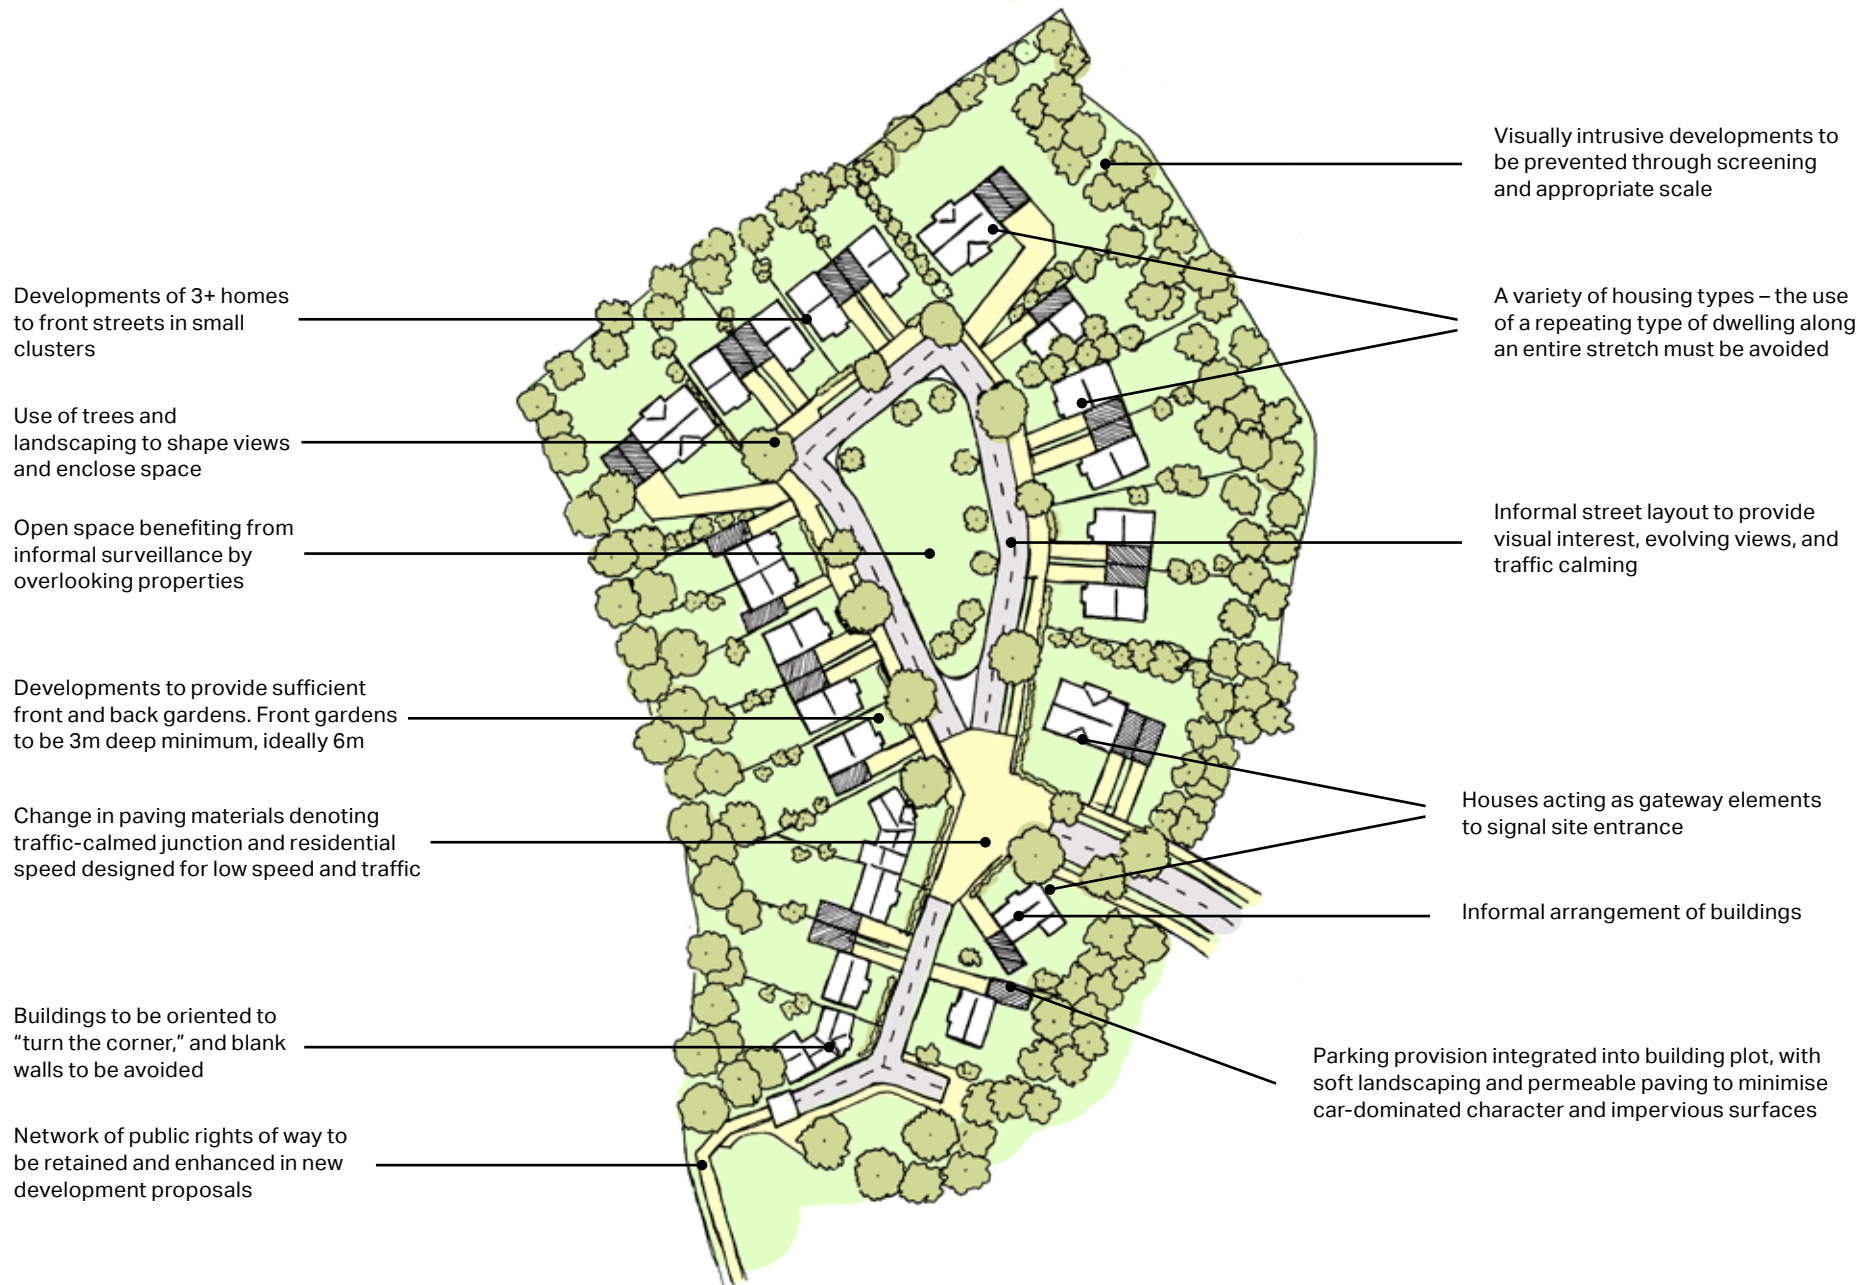 Developments of 3+ homes
to front streets in small
clusters
Use of trees and
landscaping to shape views
and enclose space
Open space benefiting from
informal surveillance by
overlooking properties
Developments to provide sufficient
front and back gardens. Front gardens
to be 3m deep minimum, ideally 6m
Change in paving materials denoting
traffic-calmed junction and residential
speed designed for low speed and traffic
Buildings to be oriented to
“turn the corner,” and blank
walls to be avoided
Network of public rights of way to
be retained and enhanced in new
development proposals
Visually intrusive developments to
be prevented through screening
and appropriate scale
A variety of housing types – the use
of a repeating type of dwelling along
an entire stretch must be avoided
Informal street layout to provide
visual interest, evolving views, and
traffic calming
Houses acting as gateway elements
to signal site entrance
Informal arrangement of buildings
Parking provision integrated into building plot, with
soft landscaping and permeable paving to minimise
car-dominated character and impervious surfaces